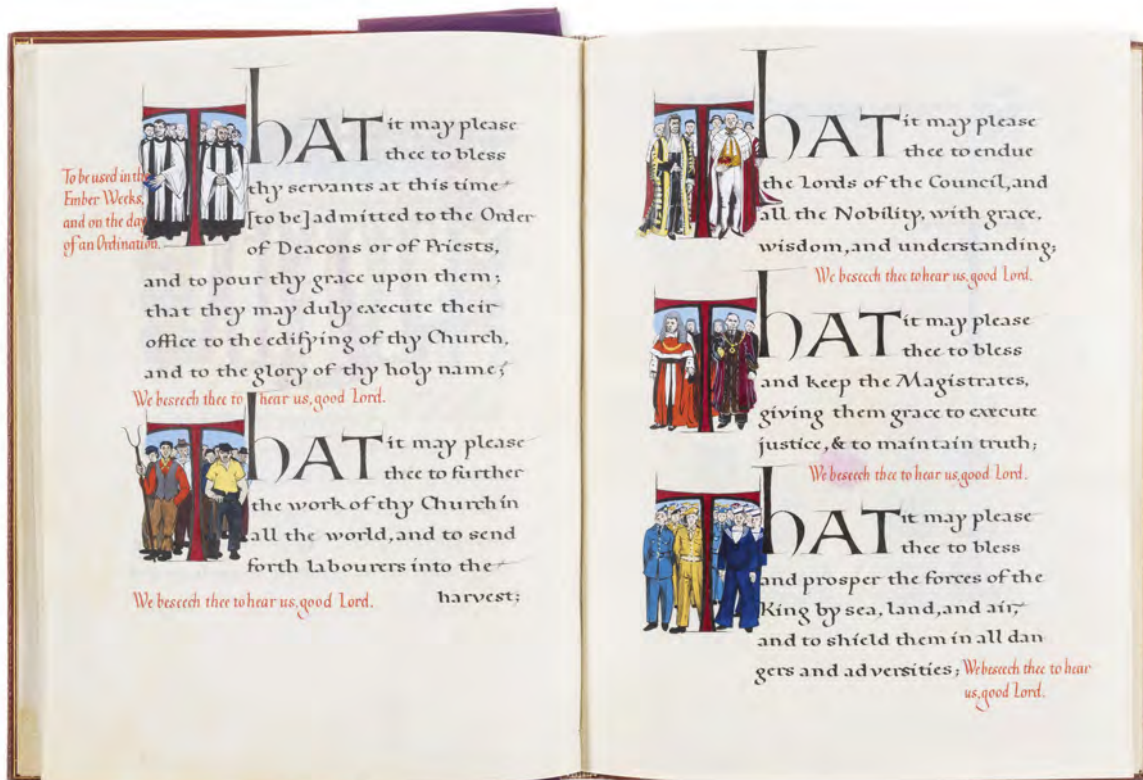 That it may please
thee to bless
To be used in the
Ember Weeks,
and on the day
of an Ordination.
thy servants at this time
[to be] admitted to the Order
of Deacons or of Priests,
and to pour thy grace upon them;
that they may duly execute their
office to the edifying of thy Church,
and to the glory of thy holy name;
We beseech thee to hear us, good Lord.
That it may please
thee to further
the work of thy Church in
all the world, and to send
forth labourers into the
harvest;
We beseech thee to hear us, good Lord.
That it may please
thee to endue
the Lords of the Council, and
all the Nobility, with grace,
wisdom, and understanding;
We beseech thee to hear us, good Lord.
That it may please
thee to bless
and keep the Magistrates,
giving them grace to execute
justice, & to maintain truth;
We beseech thee to hear us, good Lord.
That it may please
thee to bless
and prosper the forces of the
King by sea, land, and air,
and to shield them in all dan
gers and adversities; We beseech thee to hear
us, good Lord.